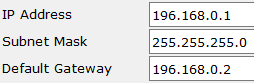 IP Address 196.168.0.1
Subnet Mask 255.255.255.0
Default Gateway 196.168.0.2